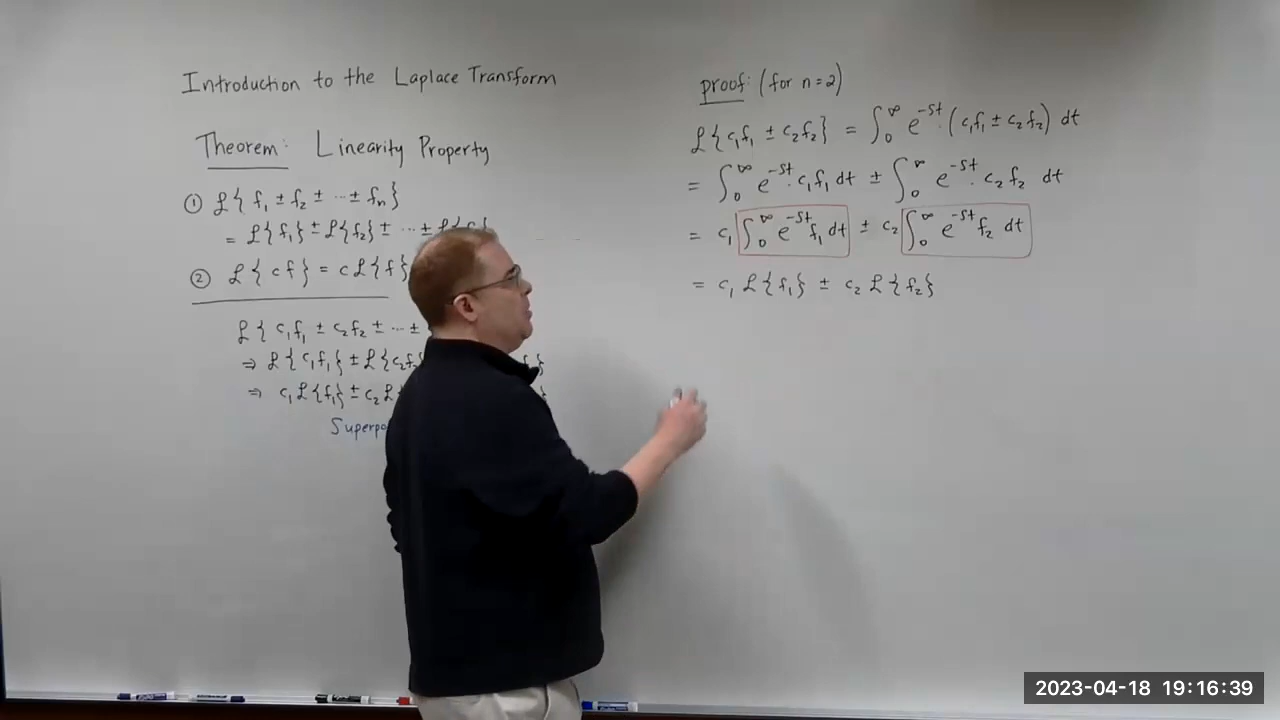 Introduction to the Laplace Transform
Theorem: Linearity Property
① ℒ{ f₁ ± f₂ ± ⋯ ± fₙ}
= ℒ{f₁} ± ℒ{f₂} ± ⋯ ±
② ℒ{ c f } = c ℒ{f}
ℒ{ c₁f₁ ± c₂f₂ ± ⋯ ±
⇒ ℒ{c₁f₁} ± ℒ{c₂f₂
⇒ c₁ℒ{f₁} ± c₂ℒ{
proof: (for n=2)
ℒ{c₁f₁ ± c₂f₂} = ∫₀^∞ e^{-st}·(c₁f₁ ± c₂f₂) dt
= ∫₀^∞ e^{-st}·c₁f₁ dt ± ∫₀^∞ e^{-st}·c₂f₂ dt
= c₁ ∫₀^∞ e^{-st}f₁ dt ± c₂ ∫₀^∞ e^{-st}f₂ dt
= c₁ ℒ{f₁} ± c₂ ℒ{f₂}
2023-04-18 19:16:39